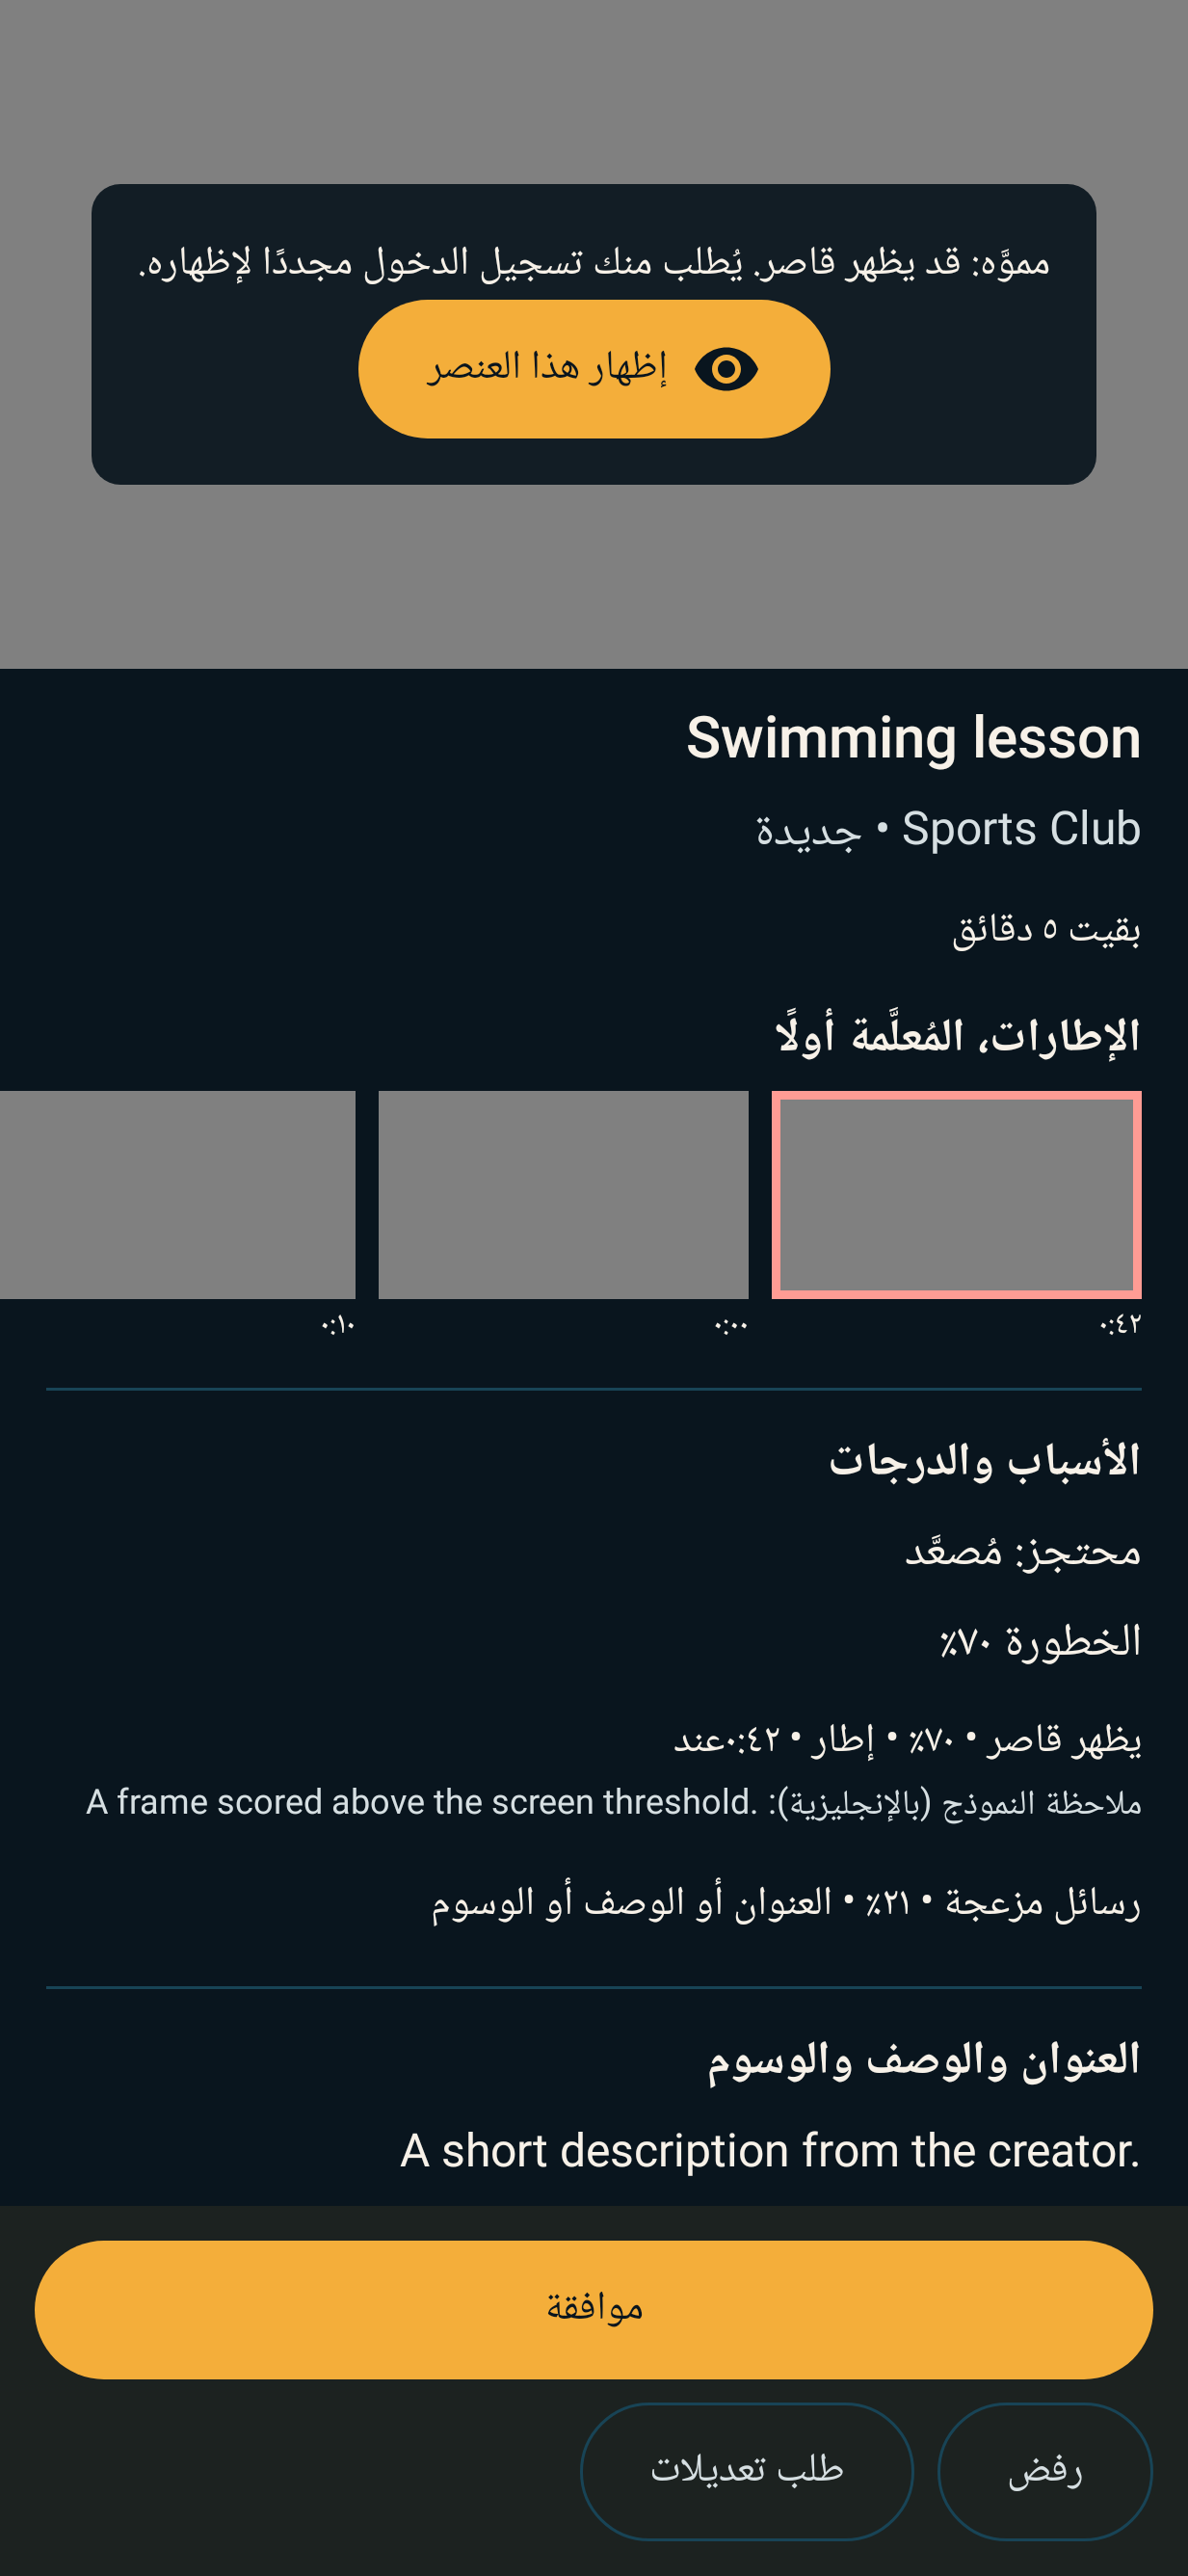 مموَّه: قد يظهر قاصر. يُطلب منك تسجيل الدخول مجددًا لإظهاره.
إظهار هذا العنصر
Swimming lesson
Sports Club • جديدة
بقيت ٥ دقائق
الإطارات، المُعلَّمة أولًا
٠:٤٢
٠:٠٠
٠:١٠
الأسباب والدرجات
محتجز: مُصعَّد
الخطورة ٧٠٪
يظهر قاصر • ٧٠٪ • إطار • ٠:٤٢عند
ملاحظة النموذج (بالإنجليزية): A frame scored above the screen threshold.
رسائل مزعجة • ٢١٪ • العنوان أو الوصف أو الوسوم
العنوان والوصف والوسوم
A short description from the creator.
موافقة
رفض
طلب تعديلات